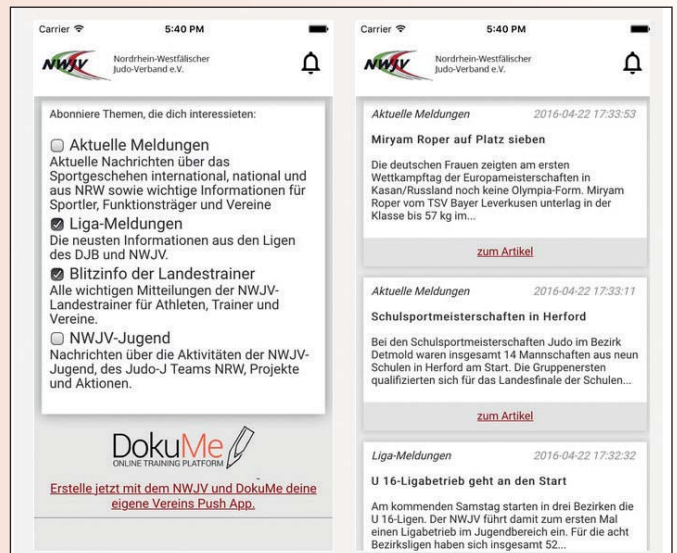 Carrier 5:40 PM
NWJV
Nordrhein-Westfälischer
Judo-Verband e.V.
Abonniere Themen, die dich interessieten:
Aktuelle Meldungen
Aktuelle Nachrichten über das
Sportgeschehen international, national und
aus NRW sowie wichtige Informationen für
Sportler, Funktionsträger und Vereine
Liga-Meldungen
Die neusten Informationen aus den Ligen
des DJB und NWJV.
Blitzinfo der Landestrainer
Alle wichtigen Mitteilungen der NWJV-
Landestrainer für Athleten, Trainer und
Vereine.
NWJV-Jugend
Nachrichten über die Aktivitäten der NWJV-
Jugend, des Judo-J Teams NRW, Projekte
und Aktionen.
DokuMe
ONLINE TRAINING PLATFORM
Erstelle jetzt mit dem NWJV und DokuMe deine
eigene Vereins Push App.
Carrier 5:40 PM
NWJV
Nordrhein-Westfälischer
Judo-Verband e.V.
Aktuelle Meldungen 2016-04-22 17:33:53
Miryam Roper auf Platz sieben
Die deutschen Frauen zeigten am ersten
Wettkampftag der Europameisterschaften in
Kasan/Russland noch keine Olympia-Form. Miryam
Roper vom TSV Bayer Leverkusen unterlag in der
Klasse bis 57 kg im...
zum Artikel
Aktuelle Meldungen 2016-04-22 17:33:11
Schulsportmeisterschaften in Herford
Bei den Schulsportmeisterschaften Judo im Bezirk
Detmold waren insgesamt 14 Mannschaften aus neun
Schulen in Herford am Start. Die Gruppenersten
qualifizierten sich für das Landesfinale der Schulen...
zum Artikel
Liga-Meldungen 2016-04-22 17:32:32
U 16-Ligabetrieb geht an den Start
Am kommenden Samstag starten in drei Bezirken die
U 16-Ligen. Der NWJV führt damit zum ersten Mal
einen Ligabetrieb im Jugendbereich ein. Für die acht
Bezirksligen haben sich insgesamt 52...